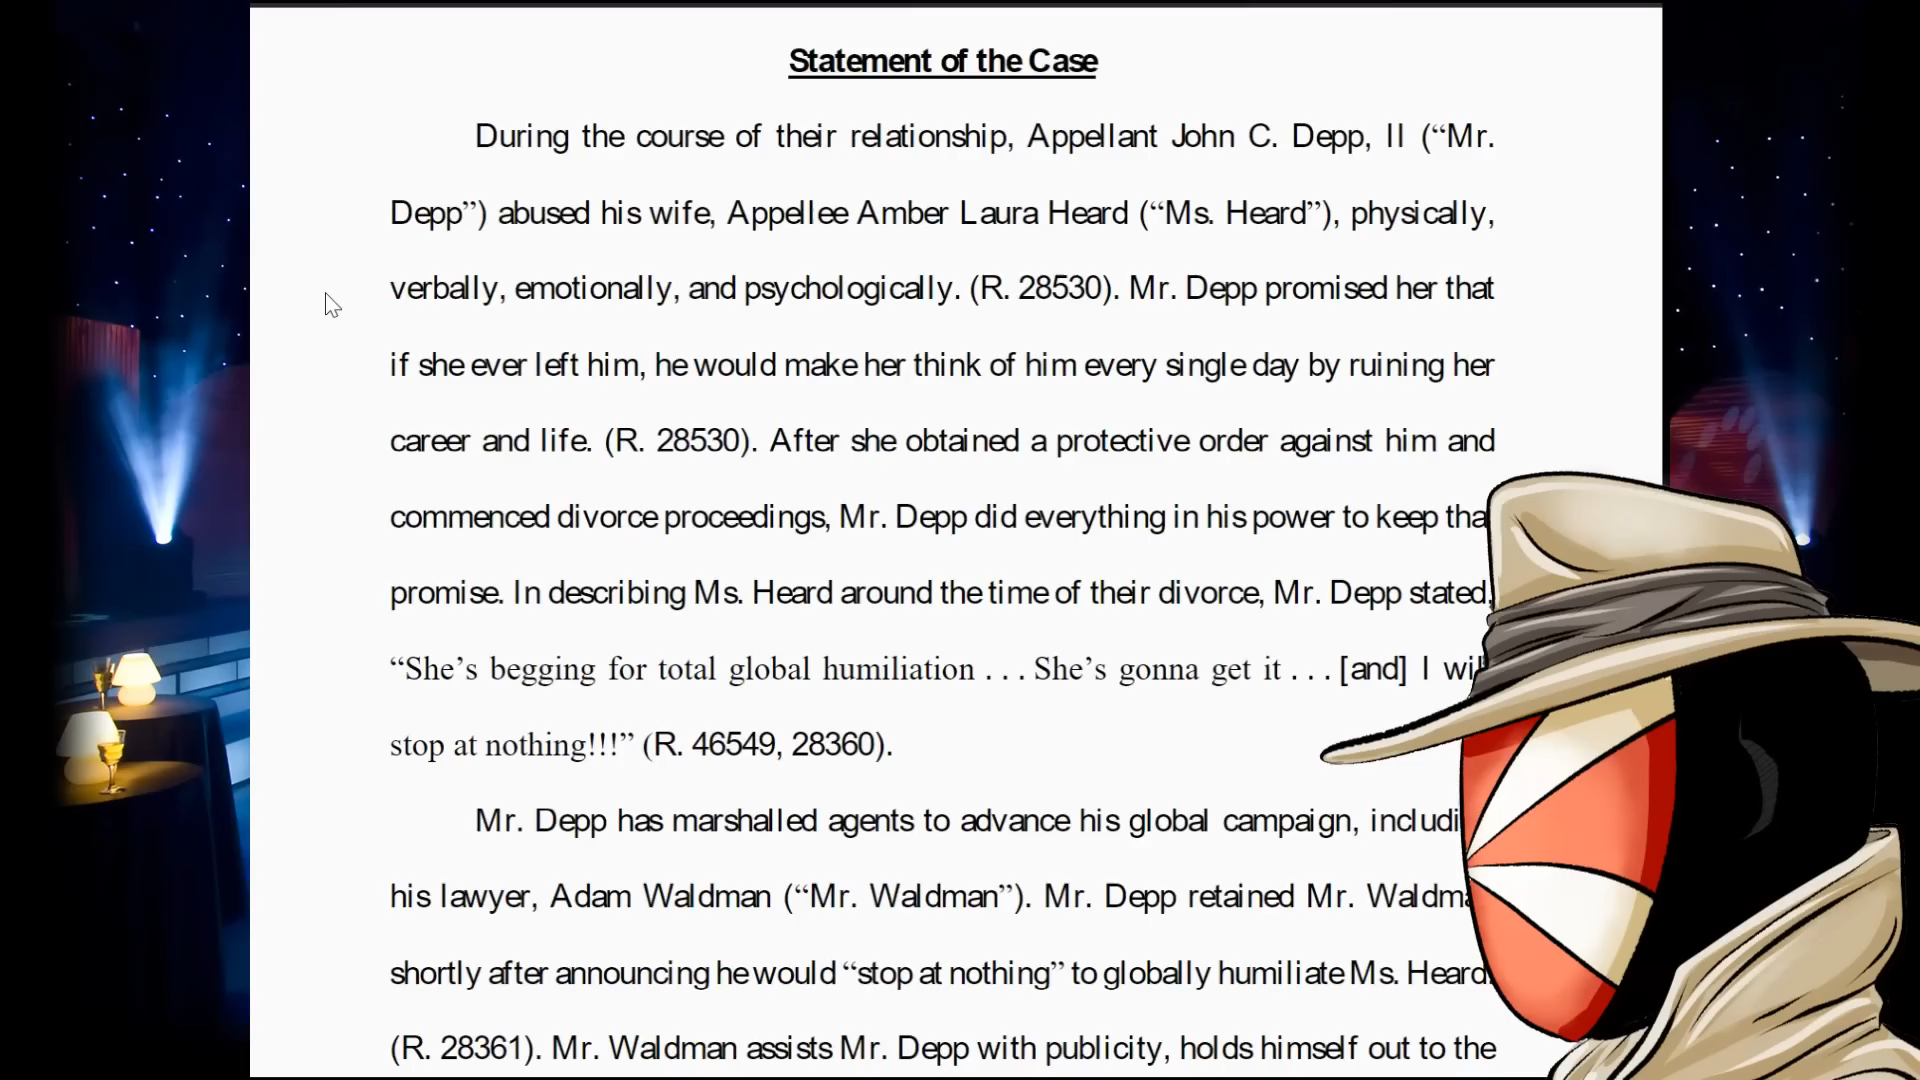 Statement of the Case
During the course of their relationship, Appellant John C. Depp, II (“Mr.
Depp”) abused his wife, Appellee Amber Laura Heard (“Ms. Heard”), physically,
verbally, emotionally, and psychologically. (R. 28530). Mr. Depp promised her that
if she ever left him, he would make her think of him every single day by ruining her
career and life. (R. 28530). After she obtained a protective order against him and
commenced divorce proceedings, Mr. Depp did everything in his power to keep tha
promise. In describing Ms. Heard around the time of their divorce, Mr. Depp stated,
“She’s begging for total global humiliation . . . She’s gonna get it . . . [and] I wil
stop at nothing!!!” (R. 46549, 28360).
Mr. Depp has marshalled agents to advance his global campaign, includi
his lawyer, Adam Waldman (“Mr. Waldman”). Mr. Depp retained Mr. Waldma
shortly after announcing he would “stop at nothing” to globally humiliate Ms. Heard.
(R. 28361). Mr. Waldman assists Mr. Depp with publicity, holds himself out to the